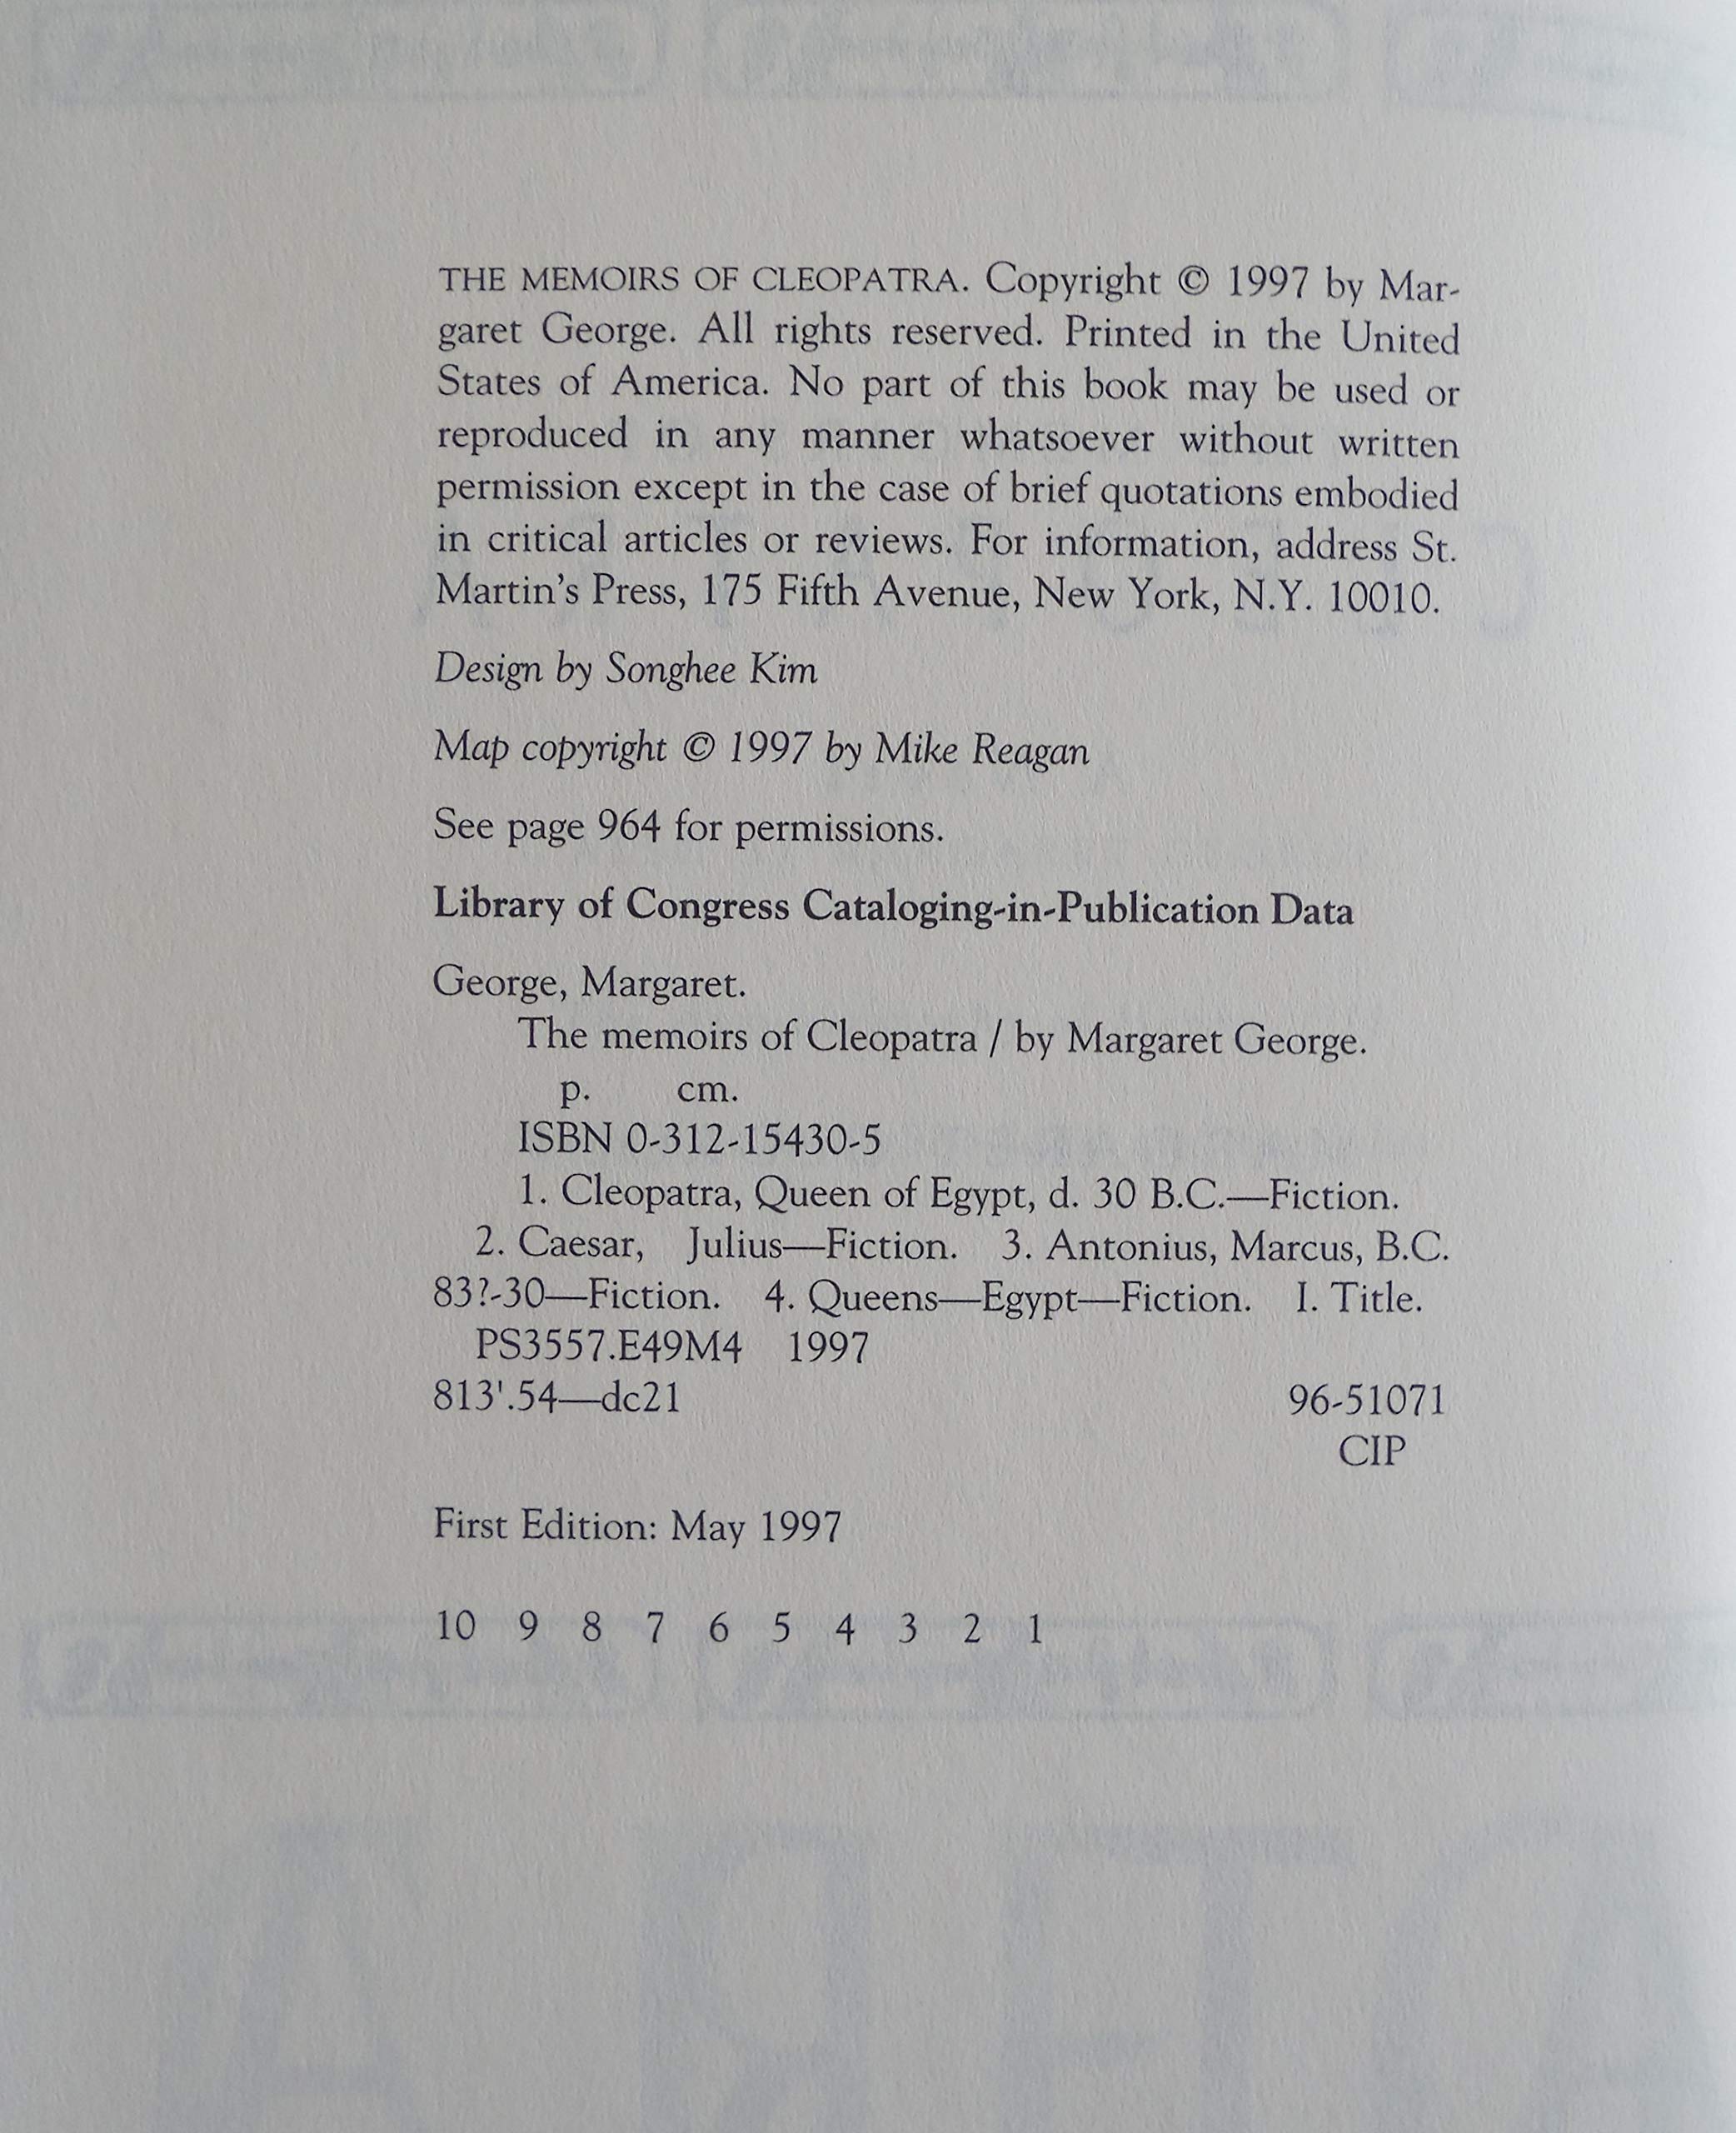 THE MEMOIRS OF CLEOPATRA. Copyright © 1997 by Mar-
garet George. All rights reserved. Printed in the United
States of America. No part of this book may be used or
reproduced in any manner whatsoever without written
permission except in the case of brief quotations embodied
in critical articles or reviews. For information, address St.
Martin's Press, 175 Fifth Avenue, New York, N.Y. 10010.
Design by Songhee Kim
Map copyright © 1997 by Mike Reagan
See page 964 for permissions.
Library of Congress Cataloging-in-Publication Data
George, Margaret.
The memoirs of Cleopatra / by Margaret George.
p. cm.
ISBN 0-312-15430-5
1. Cleopatra, Queen of Egypt, d. 30 B.C.—Fiction.
2. Caesar, Julius—Fiction. 3. Antonius, Marcus, B.C.
83?-30—Fiction. 4. Queens—Egypt—Fiction. I. Title.
PS3557.E49M4 1997
813'.54—dc21 96-51071
CIP
First Edition: May 1997
10 9 8 7 6 5 4 3 2 1